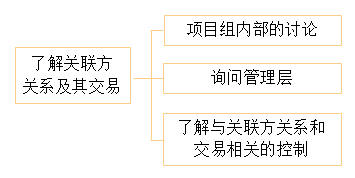 了解关联方
关系及其交易
项目组内部的讨论
询问管理层
了解与关联方关系和
交易相关的控制